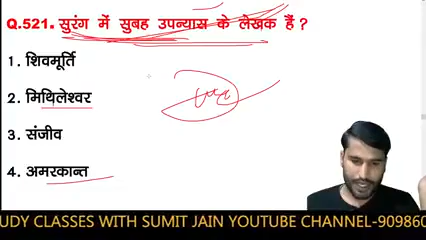 Q.521. सुरंग में सुबह उपन्यास के लेखक हैं ?
1. शिवमूर्ति
2. मिथिलेश्वर
3. संजीव
4. अमरकान्त
UDY CLASSES WITH SUMIT JAIN YOUTUBE CHANNEL-909860